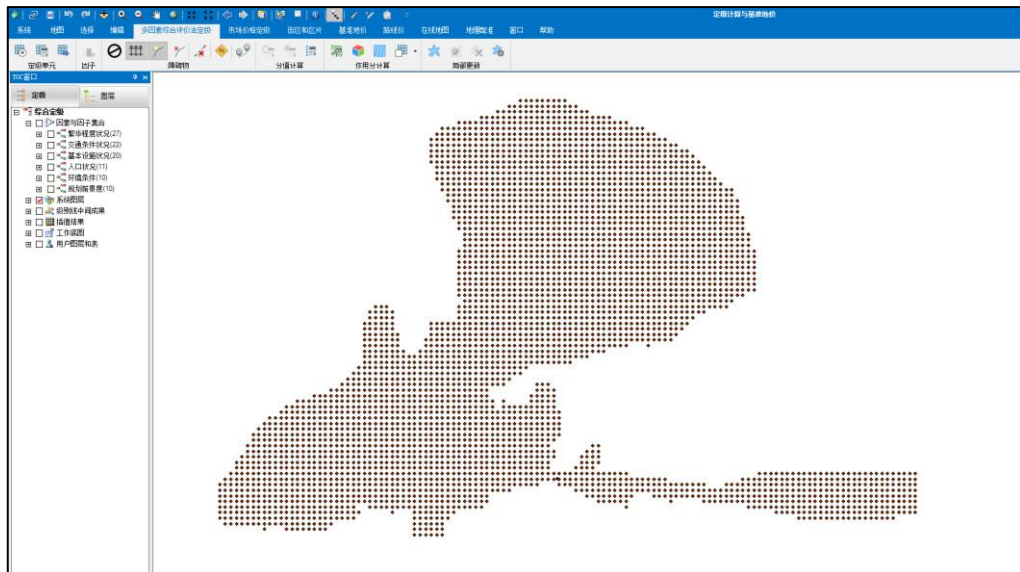 定级计算与基准地价
系统 地图 选择 编辑 多因素综合评价法定级 市场价格定级 街区和区片 基准地价 路线价 在线地图 地图配准 窗口 帮助
定级单元 因子 障碍物 分值计算 作用分计算 局部更新
TOC窗口
定级 图层
综合定级
因素与因子集合
繁华程度状况(27)
交通条件状况(22)
基本设施状况(20)
人口状况(11)
环境条件(10)
规划前景度(10)
系统图层
级别线中间成果
插值结果
工作底图
用户图层和表